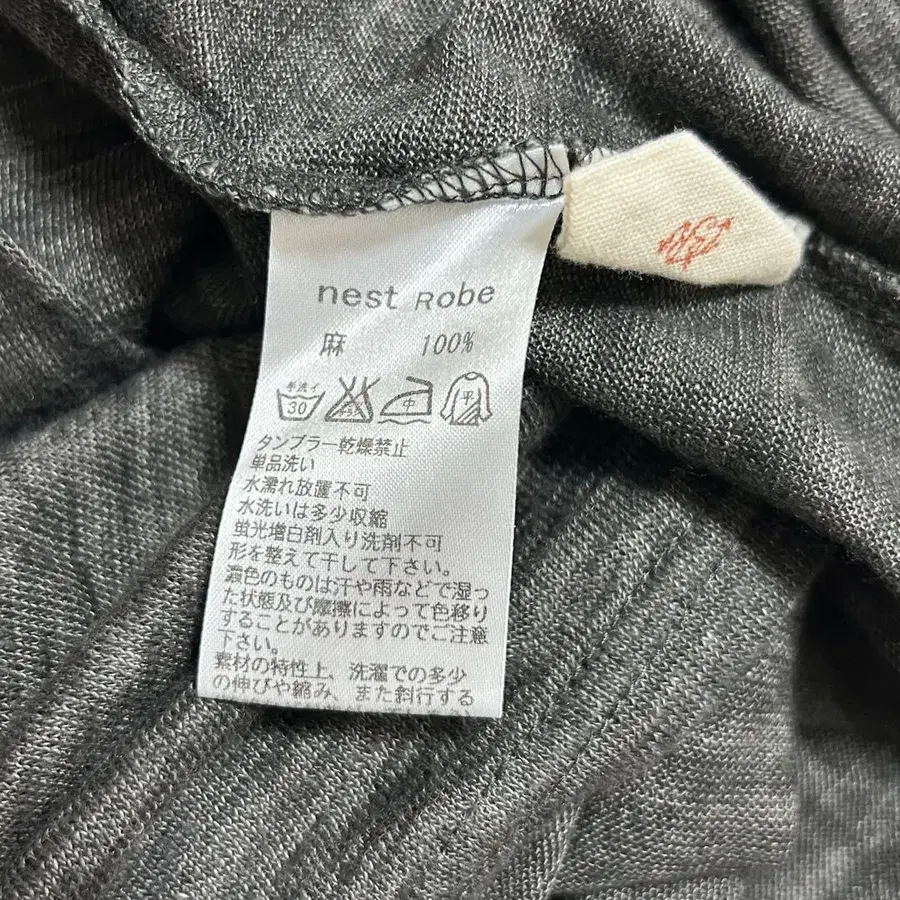 nest Robe
麻 100%
手洗イ
30
中
平
タンブラー乾燥禁止
単品洗い
水濡れ放置不可
水洗いは多少収縮
蛍光増白剤入り洗剤不可
形を整えて干して下さい。
濃色のものは汗や雨などで湿っ
た状態及び摩擦によって色移り
することがありますのでご注意
下さい。
素材の特性上、洗濯での多少
の伸びや縮み、また斜行する